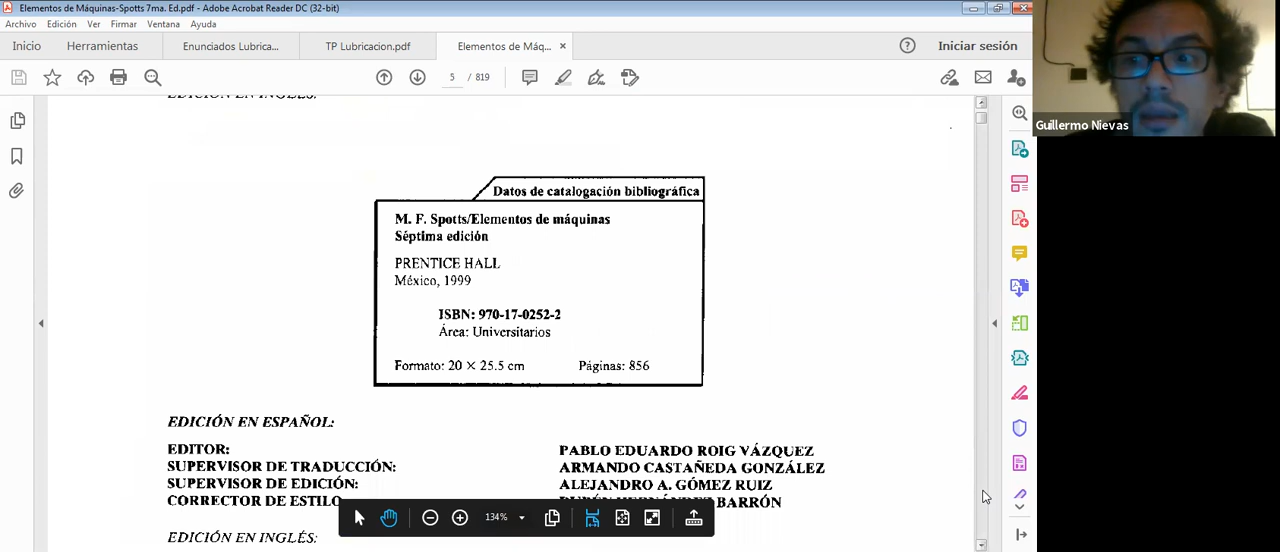 Elementos de Máquinas-Spotts 7ma. Ed.pdf - Adobe Acrobat Reader DC (32-bit)
Archivo Edición Ver Firmar Ventana Ayuda
Inicio Herramientas Enunciados Lubrica... TP Lubricacion.pdf Elementos de Máq... × Iniciar sesión
5 / 819
Guillermo Nievas
EDICIÓN EN INGLÉS:
Datos de catalogación bibliográfica
M. F. Spotts/Elementos de máquinas
Séptima edición
PRENTICE HALL
México, 1999
ISBN: 970-17-0252-2
Área: Universitarios
Formato: 20 × 25.5 cm Páginas: 856
EDICIÓN EN ESPAÑOL:
EDITOR: PABLO EDUARDO ROIG VÁZQUEZ
SUPERVISOR DE TRADUCCIÓN: ARMANDO CASTAÑEDA GONZÁLEZ
SUPERVISOR DE EDICIÓN: ALEJANDRO A. GÓMEZ RUIZ
CORRECTOR DE ESTILO BARRÓN
134%
EDICIÓN EN INGLÉS: